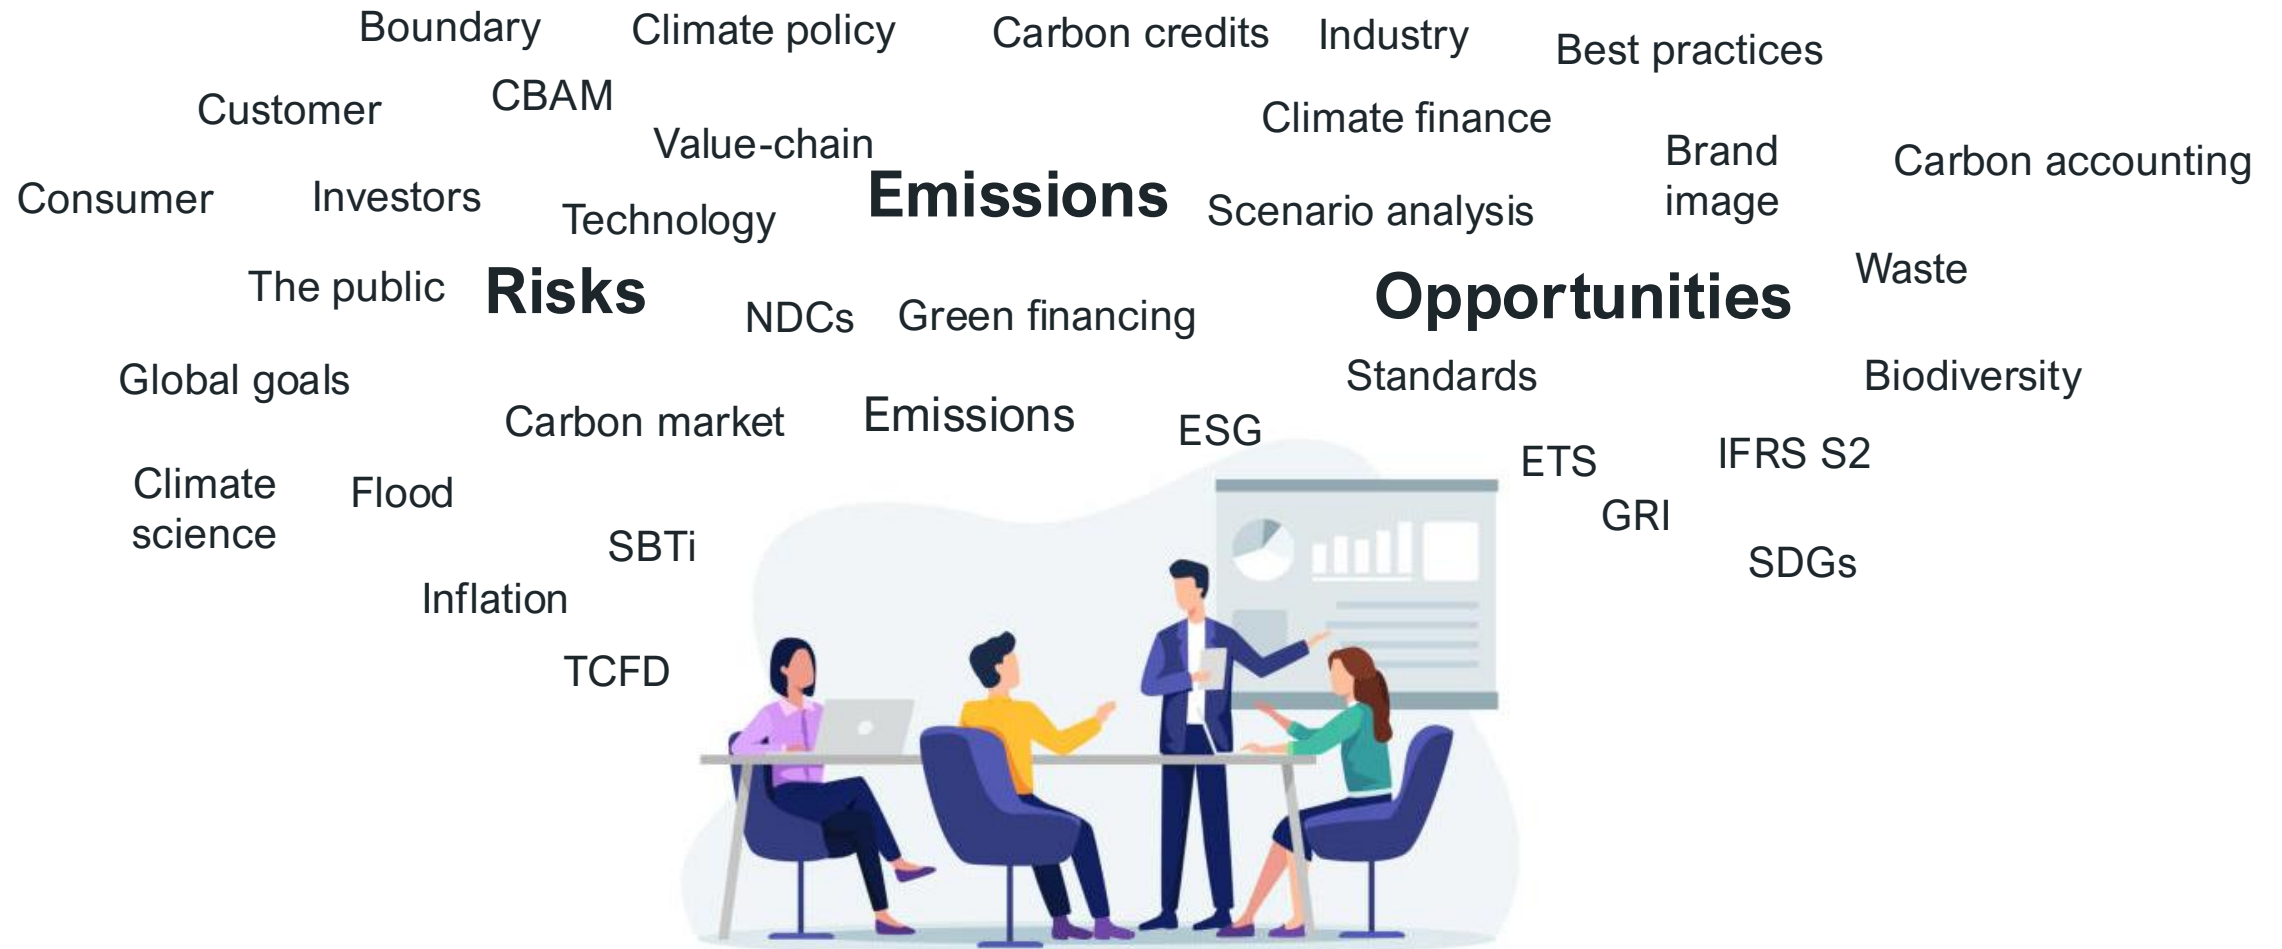 Boundary
Climate policy
Carbon credits
Industry
Best practices
Customer
CBAM
Value-chain
Climate finance
Brand
image
Carbon accounting
Consumer
Investors
Technology
Emissions
Scenario analysis
The public
Risks
NDCs
Green financing
Opportunities
Waste
Global goals
Carbon market
Emissions
ESG
Standards
Biodiversity
Climate
science
Flood
SBTi
ETS
IFRS S2
GRI
SDGs
Inflation
TCFD